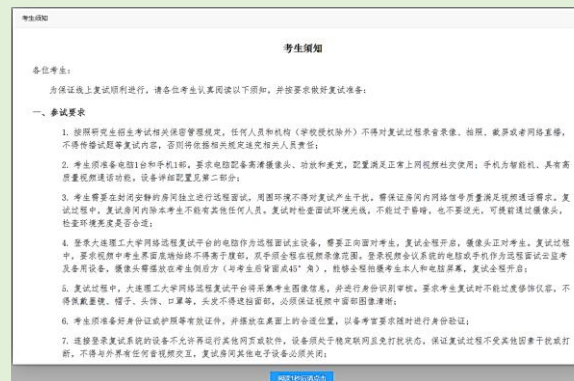 考生须知
考生须知
各位考生：
为保证线上复试顺利进行，请各位考生认真阅读以下须知，并按要求做好复试准备：
一、参试要求
1. 按照研究生招生考试相关保密管理规定，任何人员和机构（学校授权除外）不得对复试过程录音录像、拍照、截屏或者网络直播，
不得传播试题等复试内容，否则将依据相关规定追究相关人员责任；
2. 考生须准备电脑1台和手机1部，要求电脑配备高清摄像头、功放和麦克，配置满足正常上网视频社交使用；手机为智能机、具有高
质量视频通话功能，设备详细配置见第二部分；
3. 考生需要在封闭安静的房间独立进行远程面试，周围环境不得对复试产生干扰，需保证房间内网络信号质量满足视频通话需求。复
试过程中，复试房间内除本考生不能有其他任何人员。复试时检查面试环境光线，不能过于昏暗，也不要逆光，可提前通过摄像头，
检查环境亮度是否合适；
4. 登录大连理工大学网络远程复试平台的电脑作为远程面试主设备，需要正向面对考生，复试全程开启，摄像头正对考生。复试过程
中，要求视频中考生界面底端始终不得高于腹部，双手须全程在视频录像范围。登录视频会议系统的电脑或手机作为远程面试云监考
及备用设备，摄像头需摆放在考生侧后方（与考生后背面成45°角），能够全程拍摄考生本人和电脑屏幕，复试全程开启；
5. 复试过程中，大连理工大学网络远程复试平台将采集考生图像信息，并进行身份识别审核。要求考生复试时不能过度修饰仪容，不
得佩戴墨镜、帽子、头饰、口罩等，头发不得遮挡面部，必须保证视频中面部图像清晰；
6. 考生须准备好身份证或护照等有效证件，并摆放在桌面上的合适位置，以备考官要求随时进行身份验证；
7. 连接登录复试系统的设备不允许再运行其他网页或软件，设备须处于稳定联网且免打扰状态，保证复试过程不受其他因素干扰或打
断，不得与外界有任何音视频交互，复试房间其他电子设备必须关闭；